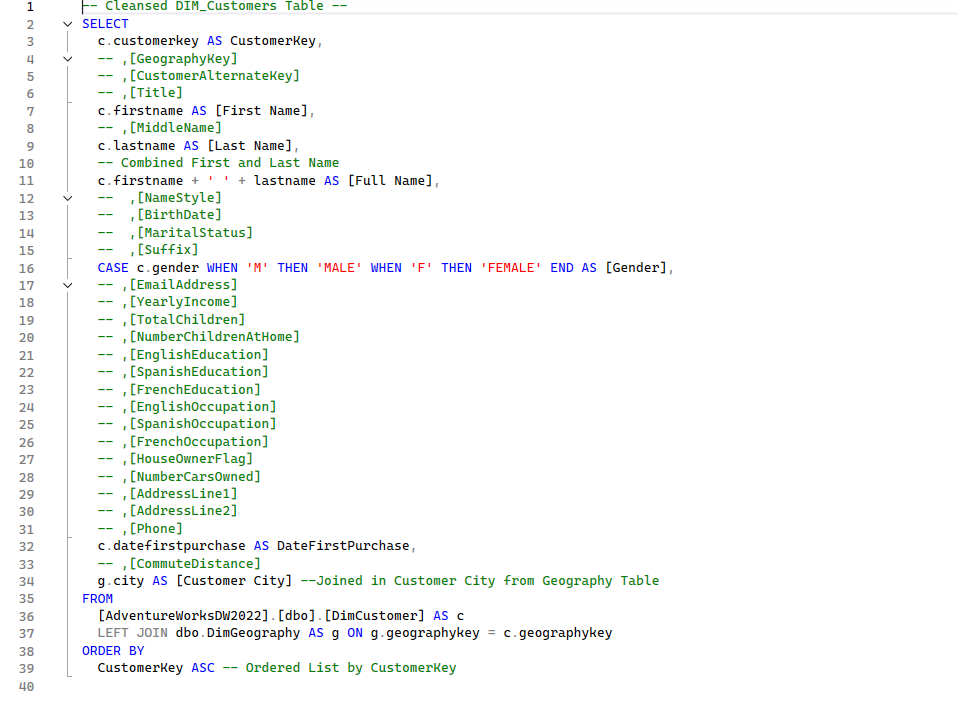 1 -- Cleansed DIM_Customers Table --
2 SELECT
3 c.customerkey AS CustomerKey,
4 -- ,[GeographyKey]
5 -- ,[CustomerAlternateKey]
6 -- ,[Title]
7 c.firstname AS [First Name],
8 -- ,[MiddleName]
9 c.lastname AS [Last Name],
10 -- Combined First and Last Name
11 c.firstname + ' ' + lastname AS [Full Name],
12 --  ,[NameStyle]
13 --  ,[BirthDate]
14 --  ,[MaritalStatus]
15 --  ,[Suffix]
16 CASE c.gender WHEN 'M' THEN 'MALE' WHEN 'F' THEN 'FEMALE' END AS [Gender],
17 -- ,[EmailAddress]
18 -- ,[YearlyIncome]
19 -- ,[TotalChildren]
20 -- ,[NumberChildrenAtHome]
21 -- ,[EnglishEducation]
22 -- ,[SpanishEducation]
23 -- ,[FrenchEducation]
24 -- ,[EnglishOccupation]
25 -- ,[SpanishOccupation]
26 -- ,[FrenchOccupation]
27 -- ,[HouseOwnerFlag]
28 -- ,[NumberCarsOwned]
29 -- ,[AddressLine1]
30 -- ,[AddressLine2]
31 -- ,[Phone]
32 c.datefirstpurchase AS DateFirstPurchase,
33 -- ,[CommuteDistance]
34 g.city AS [Customer City] --Joined in Customer City from Geography Table
35 FROM
36 [AdventureWorksDW2022].[dbo].[DimCustomer] AS c
37 LEFT JOIN dbo.DimGeography AS g ON g.geographykey = c.geographykey
38 ORDER BY
39 CustomerKey ASC -- Ordered List by CustomerKey
40